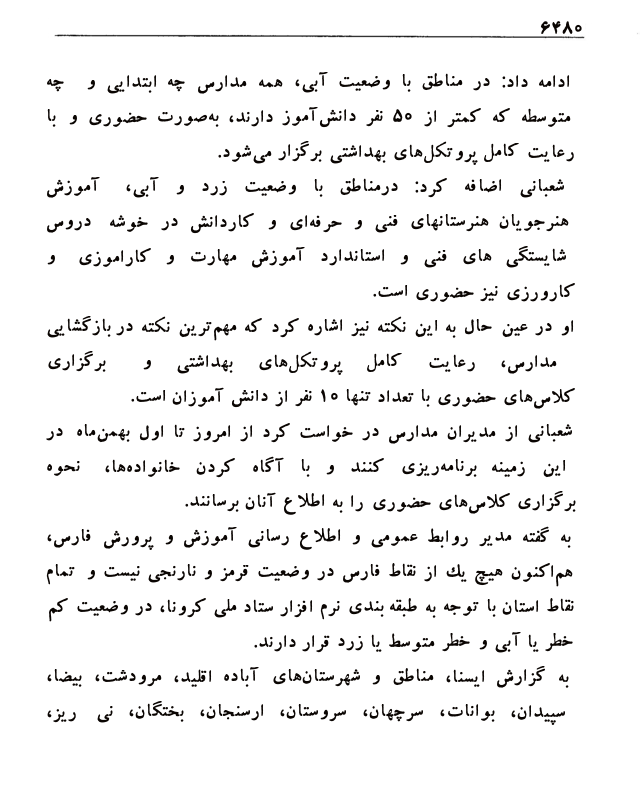 ۶۴۸۰
ادامه داد: در مناطق با وضعیت آبی، همه مدارس چه ابتدایی و چه
متوسطه که کمتر از ۵۰ نفر دانش‌آموز دارند، به‌صورت حضوری و با
رعایت کامل پروتکل‌های بهداشتی برگزار می‌شود.
شعبانی اضافه کرد: درمناطق با وضعیت زرد و آبی، آموزش
هنرجویان هنرستانهای فنی و حرفه‌ای و کاردانش در خوشه دروس
شایستگی های فنی و استاندارد آموزش مهارت و کاراموزی و
کارورزی نیز حضوری است.
او در عین حال به این نکته نیز اشاره کرد که مهم‌ترین نکته در بازگشایی
مدارس، رعایت کامل پروتکل‌های بهداشتی و برگزاری
کلاس‌های حضوری با تعداد تنها ۱۰ نفر از دانش آموزان است.
شعبانی از مدیران مدارس در خواست کرد از امروز تا اول بهمن‌ماه در
این زمینه برنامه‌ریزی کنند و با آگاه کردن خانواده‌ها، نحوه
برگزاری کلاس‌های حضوری را به اطلاع آنان برسانند.
به گفته مدیر روابط عمومی و اطلاع رسانی آموزش و پرورش فارس،
هم‌اکنون هیچ یك از نقاط فارس در وضعیت قرمز و نارنجی نیست و تمام
نقاط استان با توجه به طبقه بندی نرم افزار ستاد ملی کرونا، در وضعیت کم
خطر یا آبی و خطر متوسط یا زرد قرار دارند.
به گزارش ایسنا، مناطق و شهرستان‌های آباده اقلید، مرودشت، بیضا،
سپیدان، بوانات، سرچهان، سروستان، ارسنجان، بختگان، نی ریز،